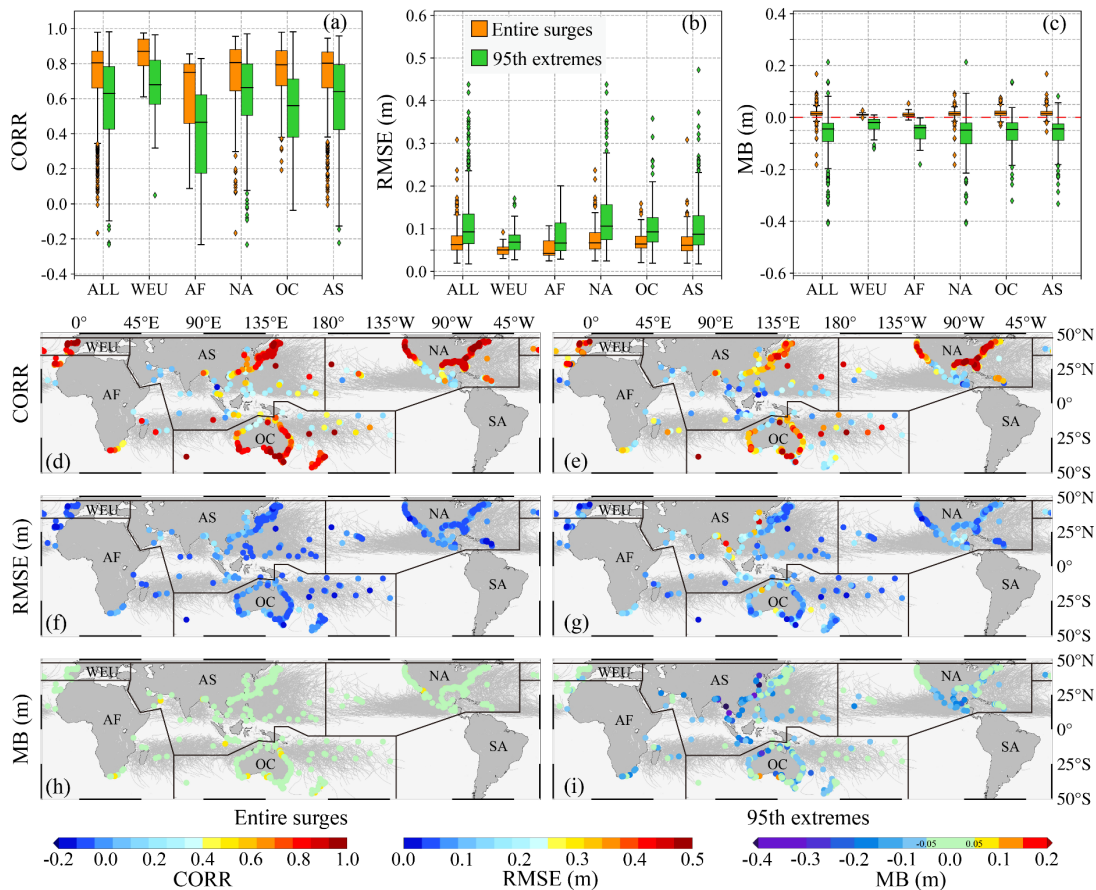 (a)
(b)
(c)
CORR
1.0
0.8
0.6
0.4
0.2
0.0
-0.2
-0.4
ALL WEU AF NA OC AS
RMSE (m)
0.6
0.5
0.4
0.3
0.2
0.1
0.0
Entire surges
95th extremes
ALL WEU AF NA OC AS
MB (m)
0.4
0.2
0.0
-0.2
-0.4
-0.6
ALL WEU AF NA OC AS
0° 45°E 90°E 135°E 180° 135°W 90°W 45°W
0° 45°E 90°E 135°E 180° 135°W 90°W 45°W
CORR
WEU AS NA AF OC SA
(d)
WEU AS NA AF OC SA
(e)
50°N
25°N
0°
25°S
50°S
RMSE (m)
WEU AS NA AF OC SA
(f)
WEU AS NA AF OC SA
(g)
50°N
25°N
0°
25°S
50°S
MB (m)
WEU AS NA AF OC SA
(h)
WEU AS NA AF OC SA
(i)
50°N
25°N
0°
25°S
50°S
Entire surges
95th extremes
-0.2 0.0 0.2 0.4 0.6 0.8 1.0
CORR
0.0 0.1 0.2 0.3 0.4 0.5
RMSE (m)
-0.05 0.05
-0.4 -0.3 -0.2 -0.1 0.1 0.2
MB (m)